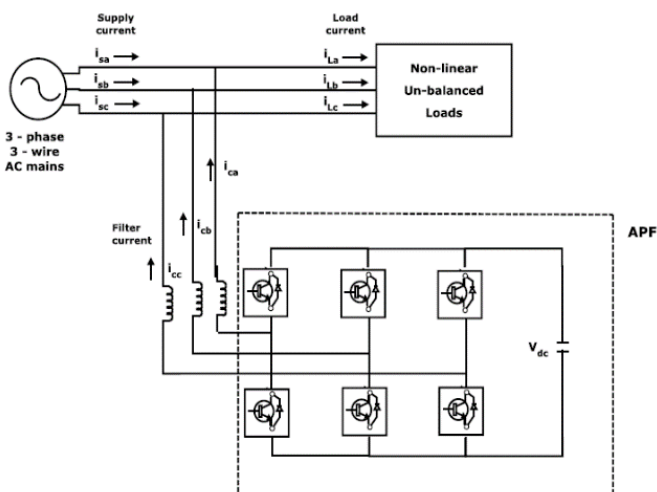 Supply
current
Load
current
i_sa
i_La
i_sb
i_Lb
i_sc
i_Lc
Non-linear
Un-balanced
Loads
3 - phase
3 - wire
AC mains
i_ca
Filter
current
i_cb
i_cc
APF
V_dc